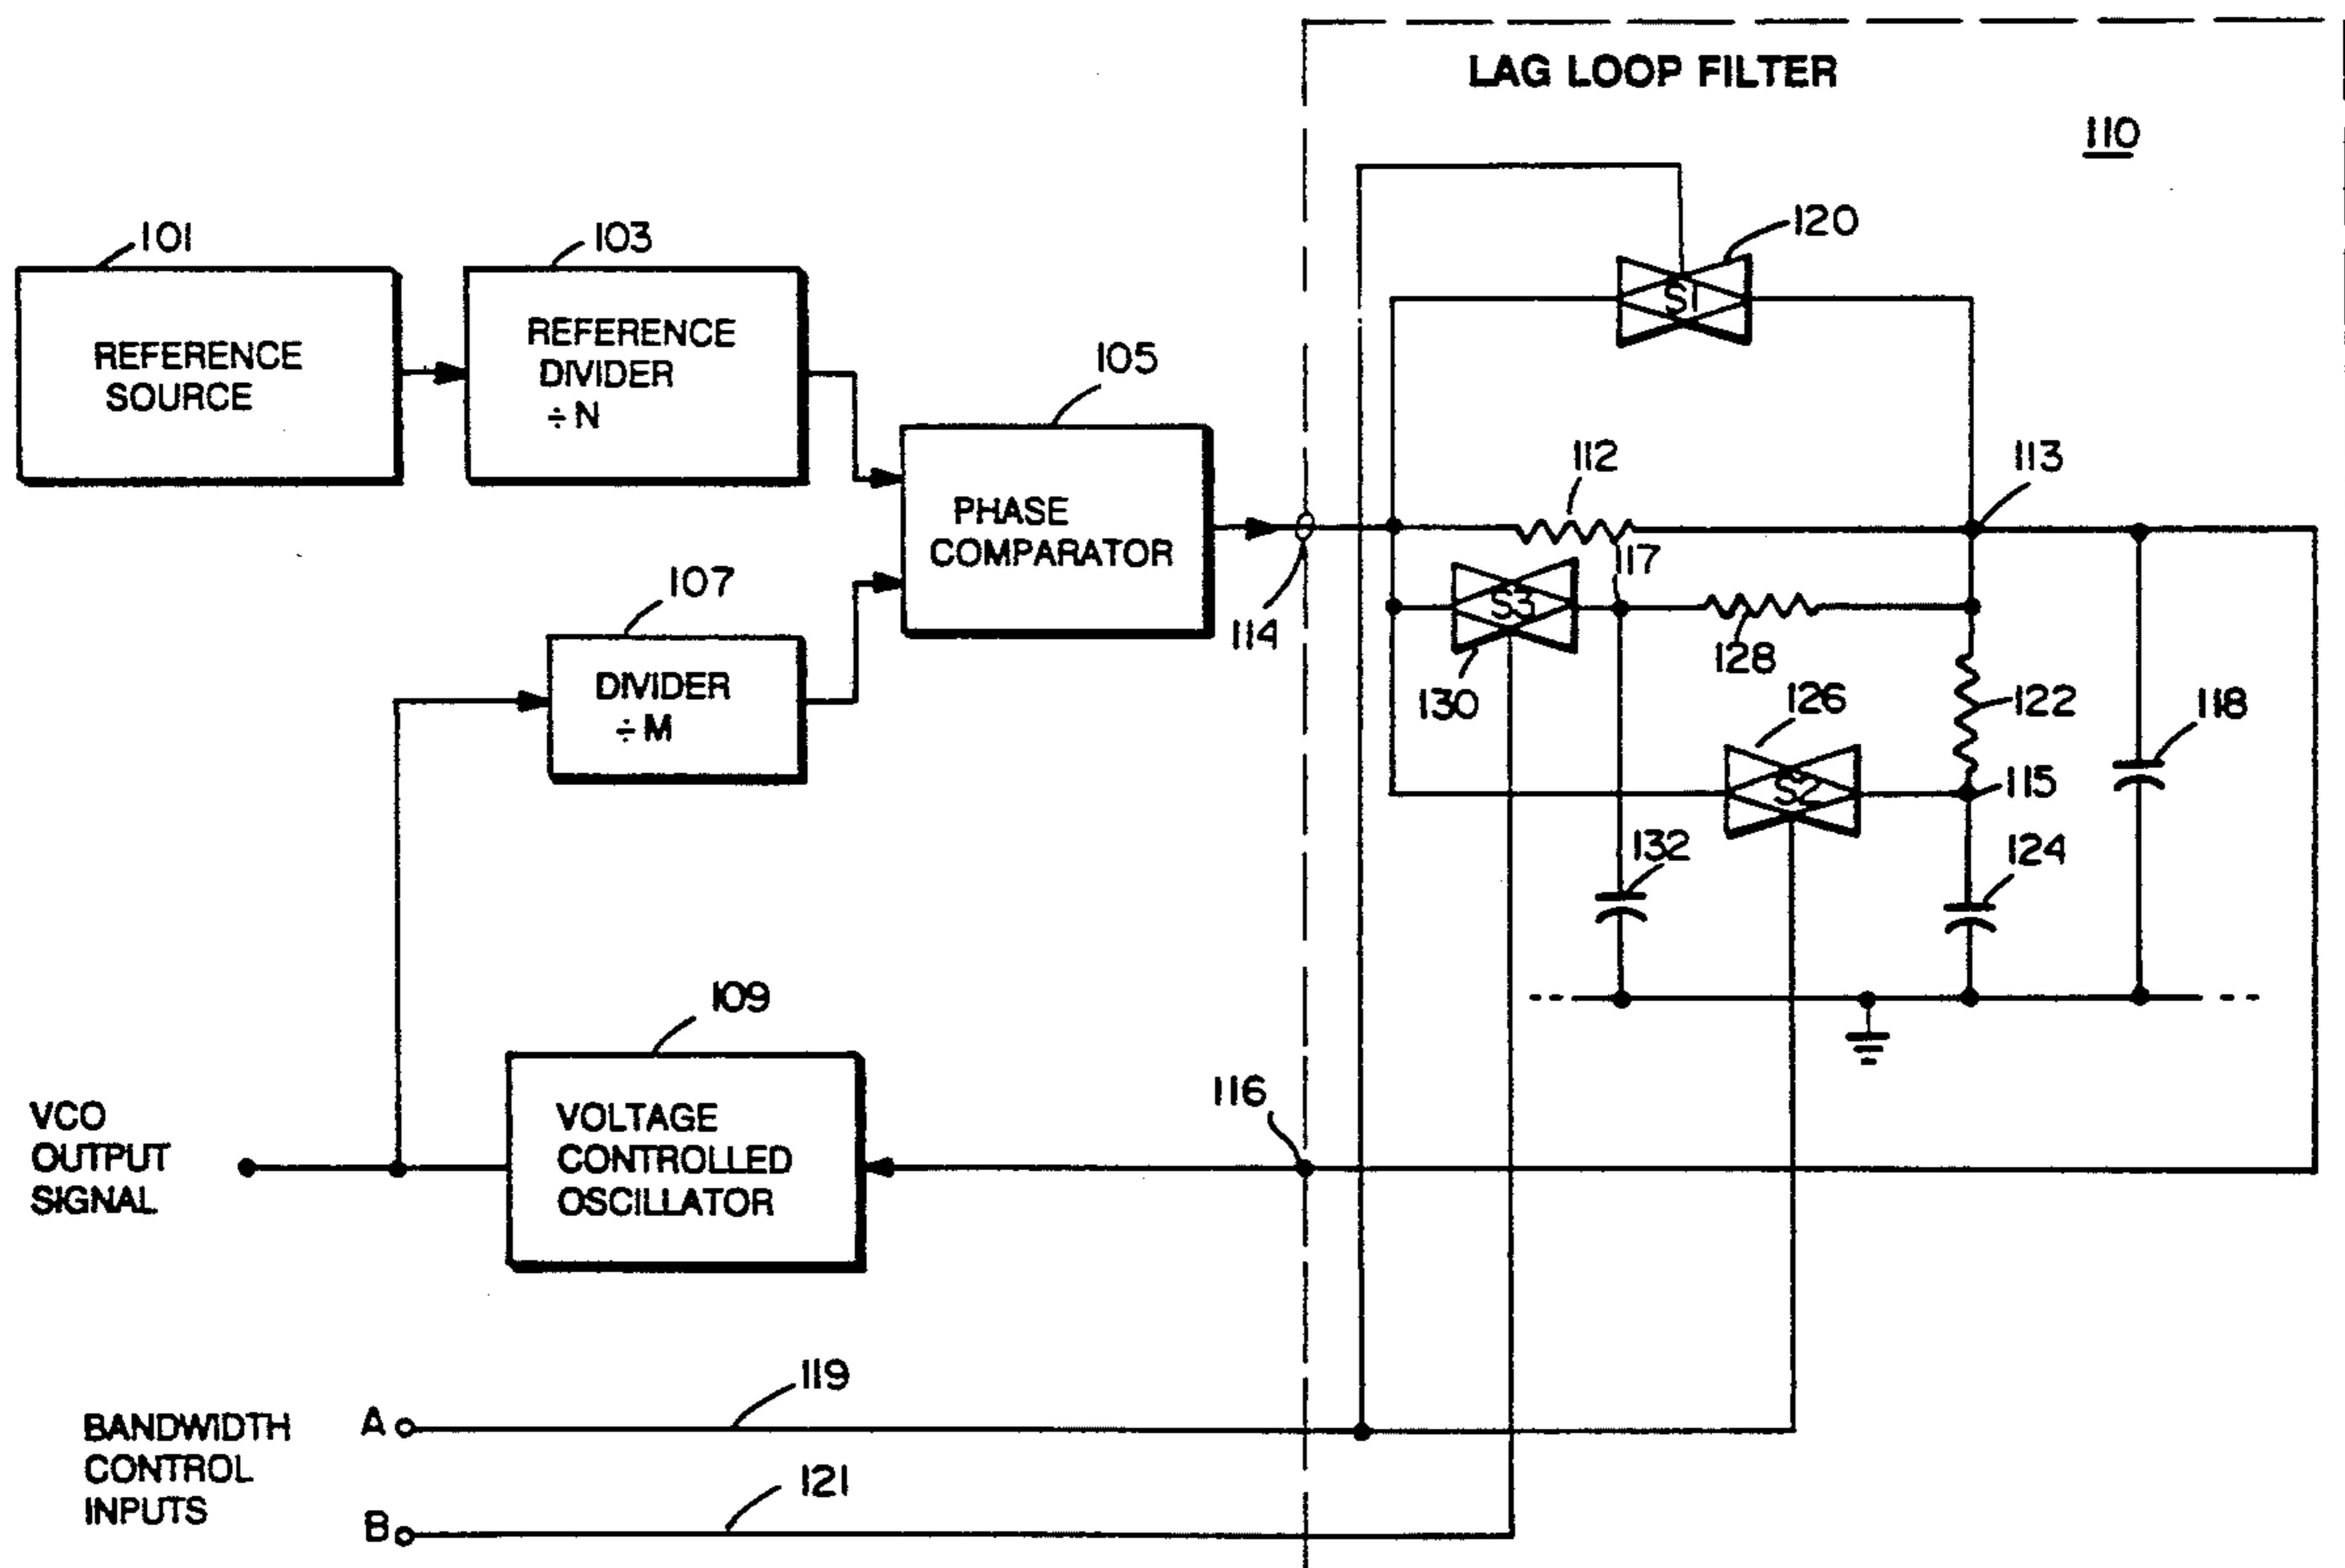 LAG LOOP FILTER
110
101
REFERENCE
SOURCE
103
REFERENCE
DIVIDER
÷ N
105
PHASE
COMPARATOR
107
DIVIDER
÷ M
114
120
S1
112
113
117
S3
130
128
122
126
S2
115
118
132
124
109
VOLTAGE
CONTROLLED
OSCILLATOR
116
VCO
OUTPUT
SIGNAL
BANDWIDTH
CONTROL
INPUTS
A
119
B
121